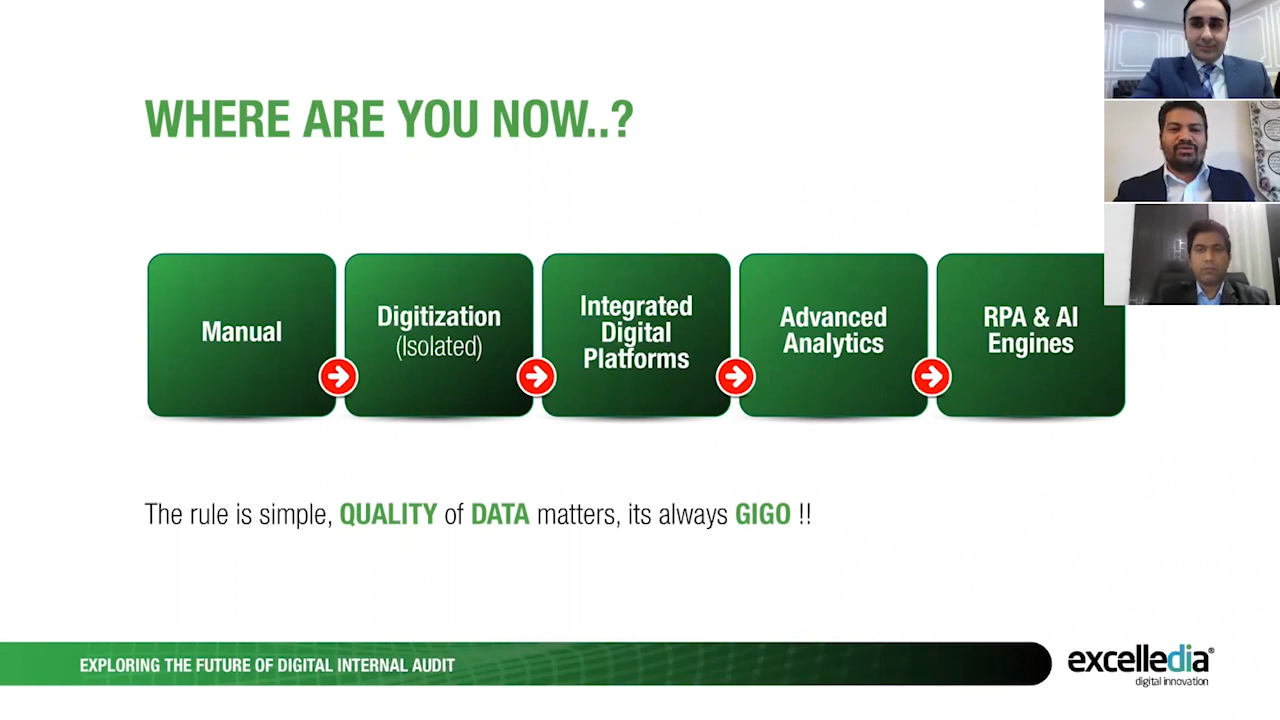 WHERE ARE YOU NOW..?
Manual
Digitization
(Isolated)
Integrated
Digital
Platforms
Advanced
Analytics
RPA & AI
Engines
The rule is simple, QUALITY of DATA matters, its always GIGO !!
EXPLORING THE FUTURE OF DIGITAL INTERNAL AUDIT
excelledia®
digital innovation